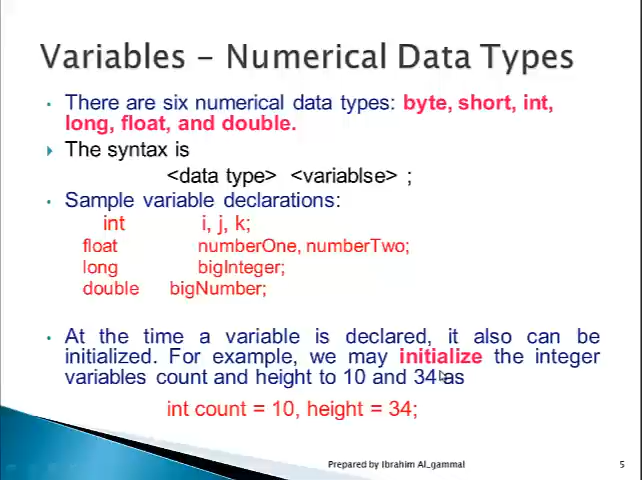 Variables – Numerical Data Types
• There are six numerical data types: byte, short, int,
long, float, and double.
The syntax is
<data type> <variablse> ;
• Sample variable declarations:
int i, j, k;
float numberOne, numberTwo;
long bigInteger;
double bigNumber;
• At the time a variable is declared, it also can be
initialized. For example, we may initialize the integer
variables count and height to 10 and 34 as
int count = 10, height = 34;
Prepared by Ibrahim Al_gammal 5